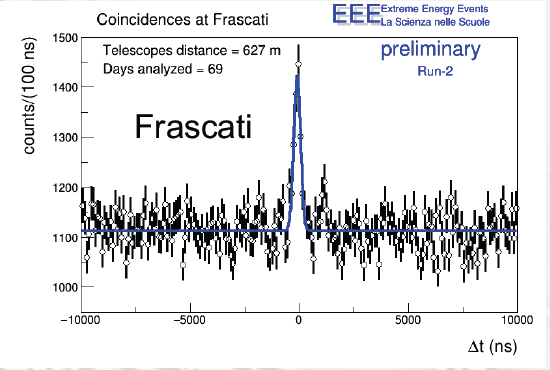 Coincidences at Frascati
EEE Extreme Energy Events
La Scienza nelle Scuole
Telescopes distance = 627 m
Days analyzed = 69
preliminary
Run-2
Frascati
counts/(100 ns)
1500
1400
1300
1200
1100
1000
−10000 −5000 0 5000 10000
Δt (ns)